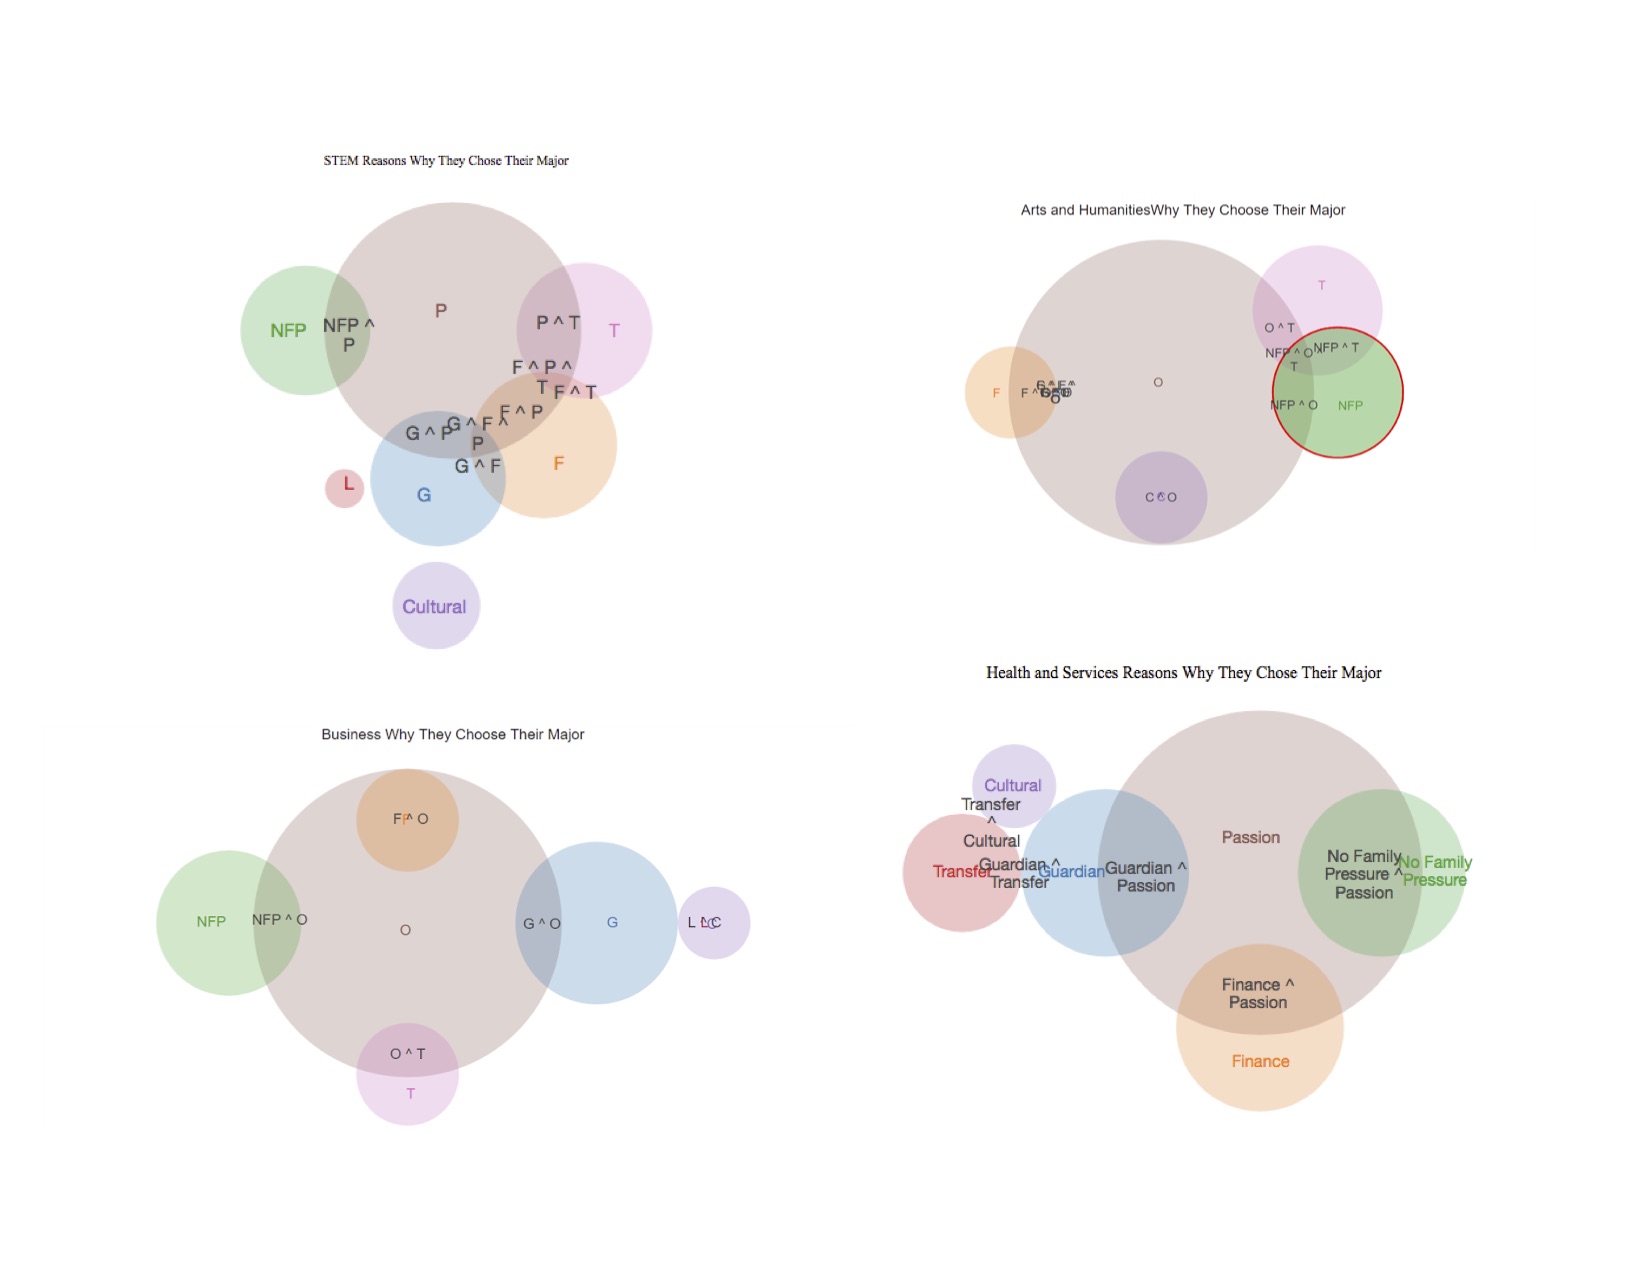 STEM Reasons Why They Chose Their Major
P
NFP
NFP ^
P
P ^ T
T
F ^ P ^
T
F ^ T
F ^ P
G ^ F ^
P
G ^ P
G ^ F
F
L
G
Cultural
Arts and HumanitiesWhy They Choose Their Major
T
O ^ T
NFP ^ O ^
T
NFP ^ T
O
F
NFP ^ O
NFP
C ^ O
Business Why They Choose Their Major
F ^ O
NFP
NFP ^ O
O
G ^ O
G
L ^ C
O ^ T
T
Health and Services Reasons Why They Chose Their Major
Cultural
Transfer
^
Cultural
Transfer
Guardian ^
Transfer
Guardian
Guardian ^
Passion
Passion
No Family
Pressure ^
Passion
No Family
Pressure
Finance ^
Passion
Finance